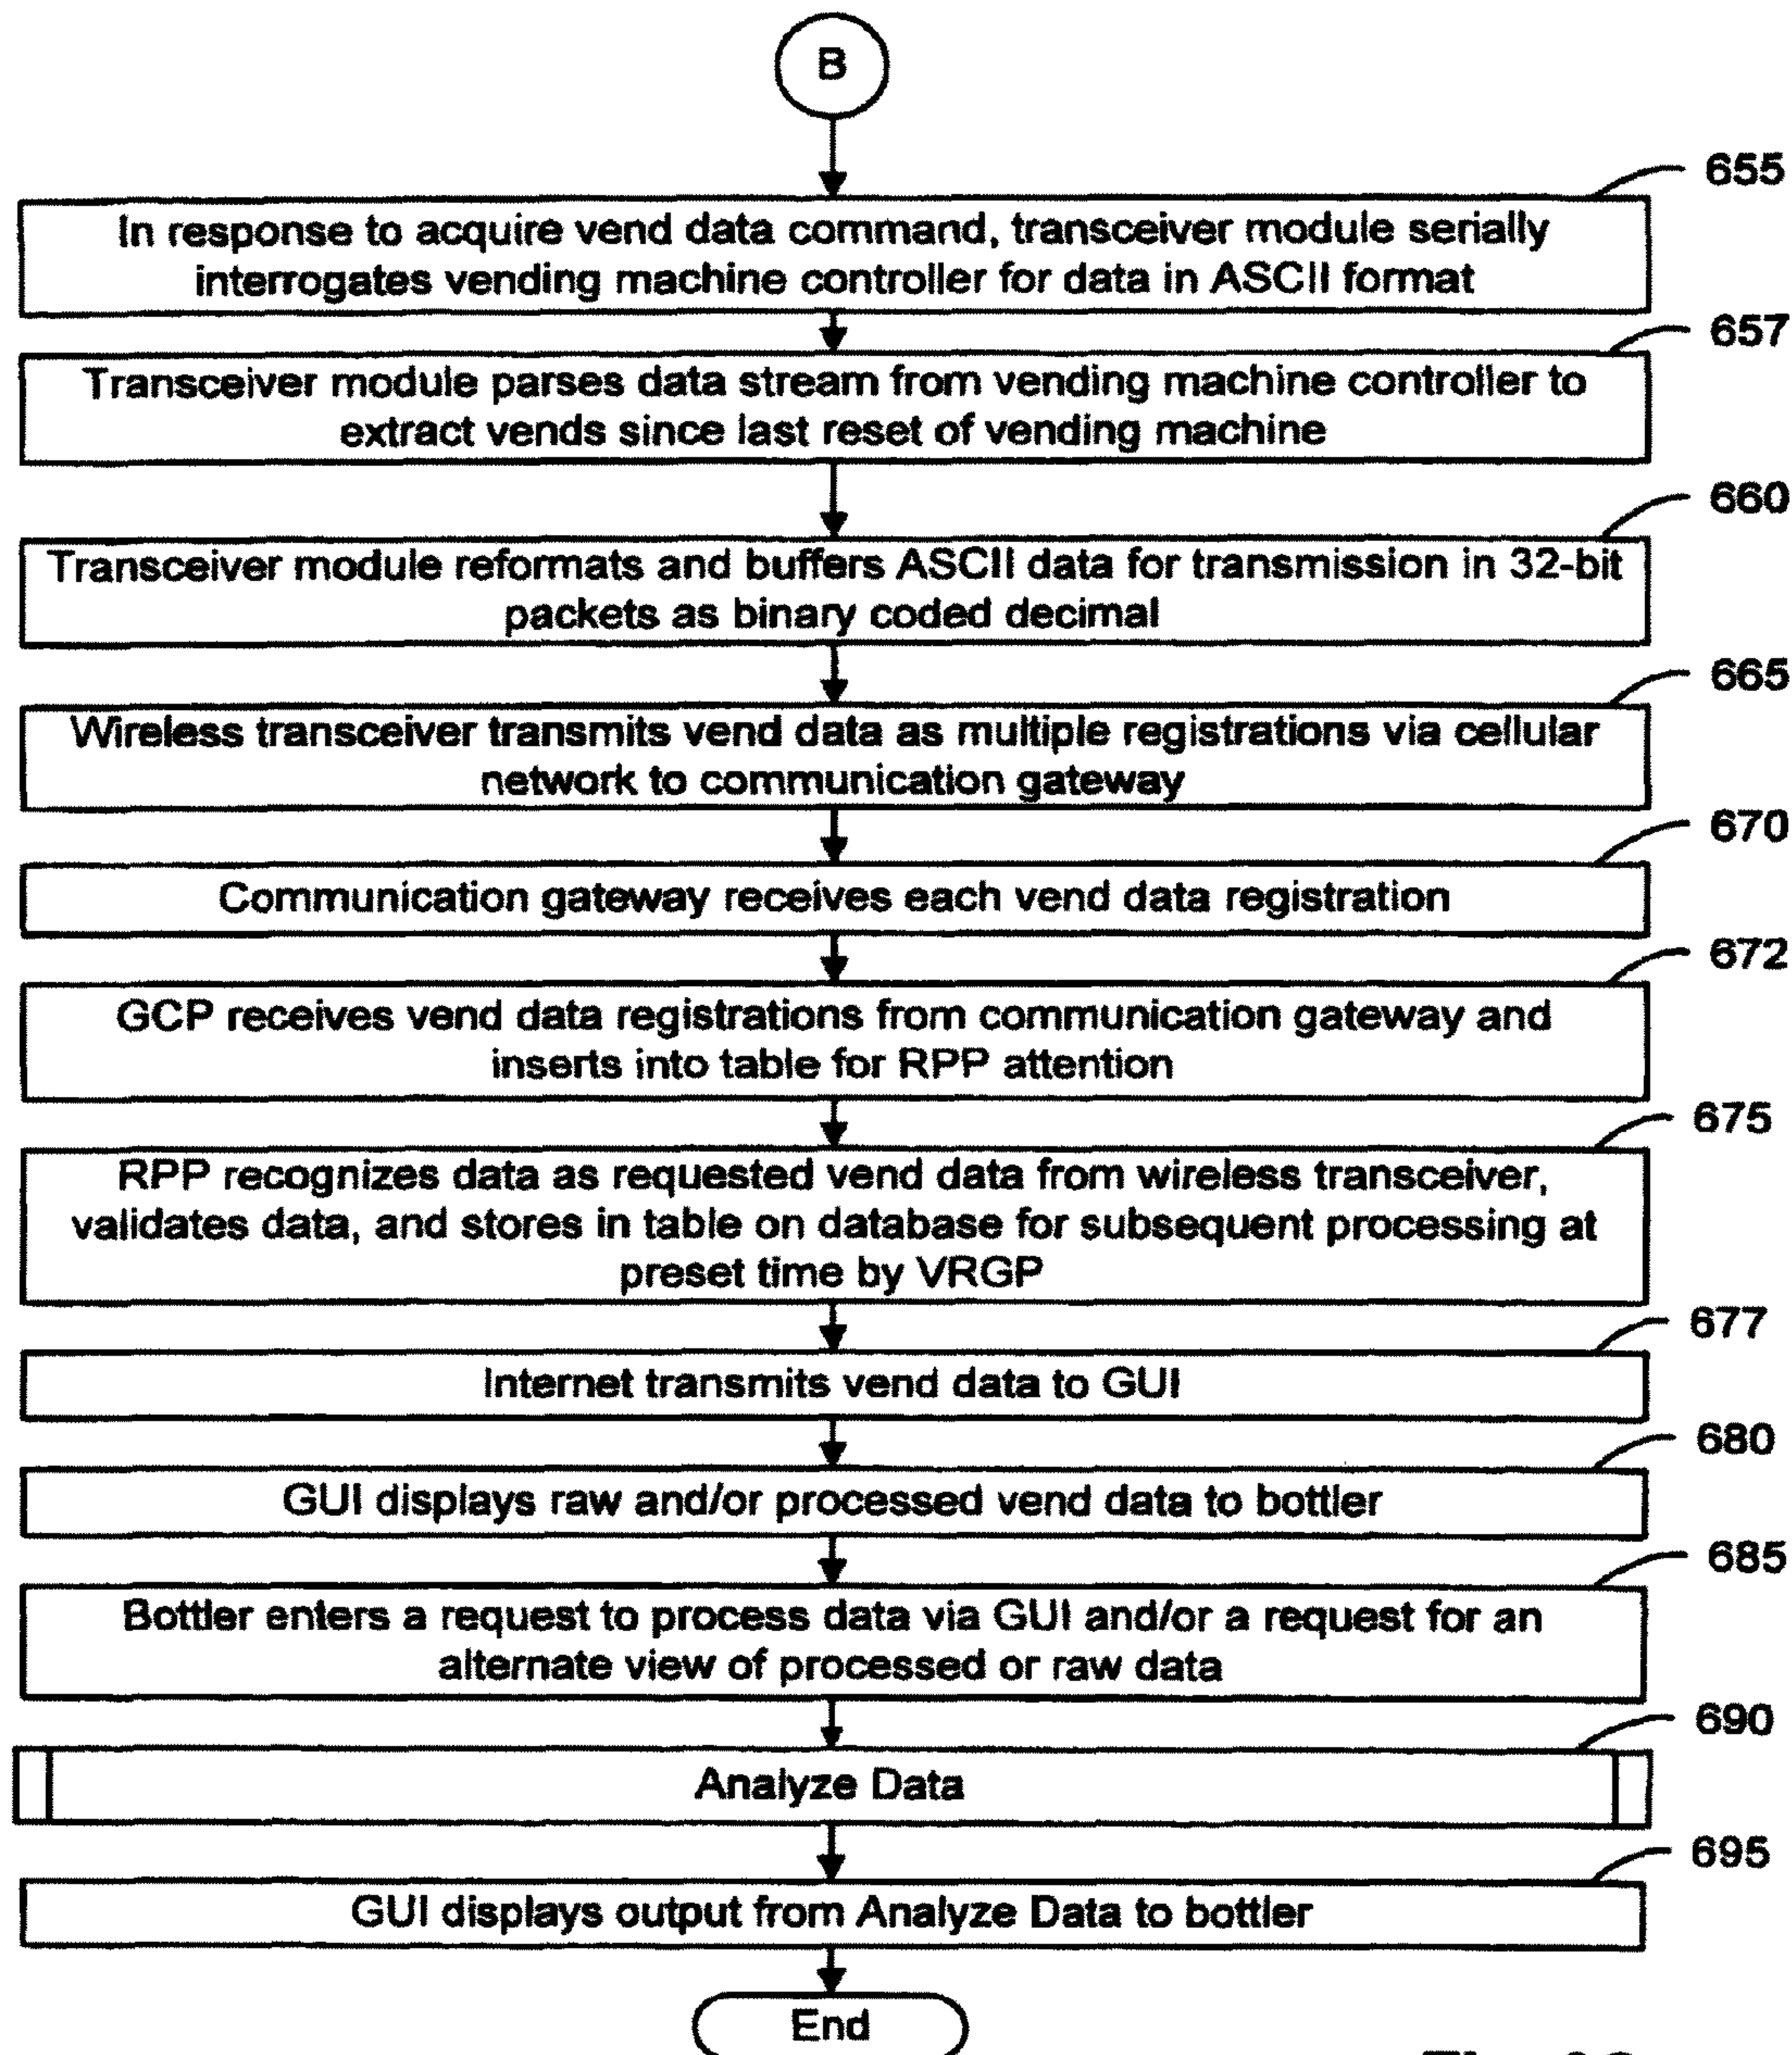 B
655
In response to acquire vend data command, transceiver module serially
interrogates vending machine controller for data in ASCII format
657
Transceiver module parses data stream from vending machine controller to
extract vends since last reset of vending machine
660
Transceiver module reformats and buffers ASCII data for transmission in 32-bit
packets as binary coded decimal
665
Wireless transceiver transmits vend data as multiple registrations via cellular
network to communication gateway
670
Communication gateway receives each vend data registration
672
GCP receives vend data registrations from communication gateway and
inserts into table for RPP attention
675
RPP recognizes data as requested vend data from wireless transceiver,
validates data, and stores in table on database for subsequent processing at
preset time by VRGP
677
Internet transmits vend data to GUI
680
GUI displays raw and/or processed vend data to bottler
685
Bottler enters a request to process data via GUI and/or a request for an
alternate view of processed or raw data
690
Analyze Data
695
GUI displays output from Analyze Data to bottler
End